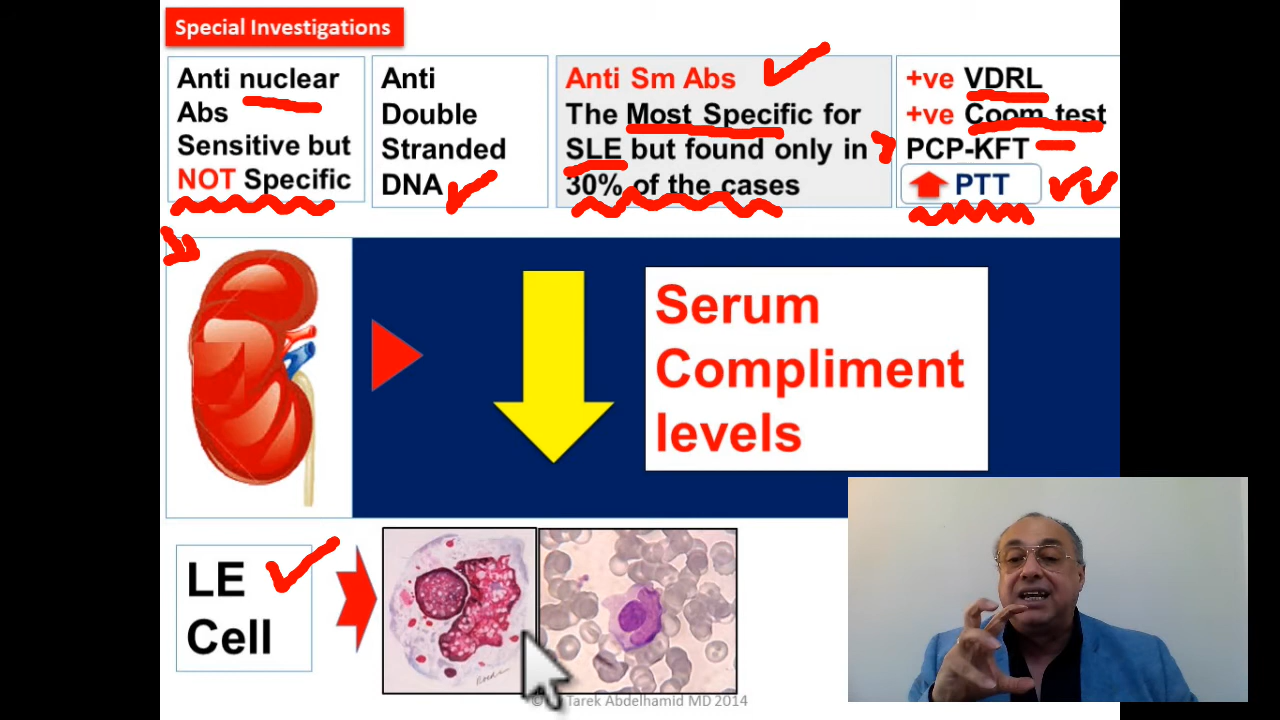 Special Investigations
Anti nuclear
Abs
Sensitive but
NOT Specific
Anti
Double
Stranded
DNA
Anti Sm Abs
The Most Specific for
SLE but found only in
30% of the cases
+ve VDRL
+ve Coom test
PCP-KFT
PTT
Serum
Compliment
levels
LE
Cell
Tarek Abdelhamid MD 2014